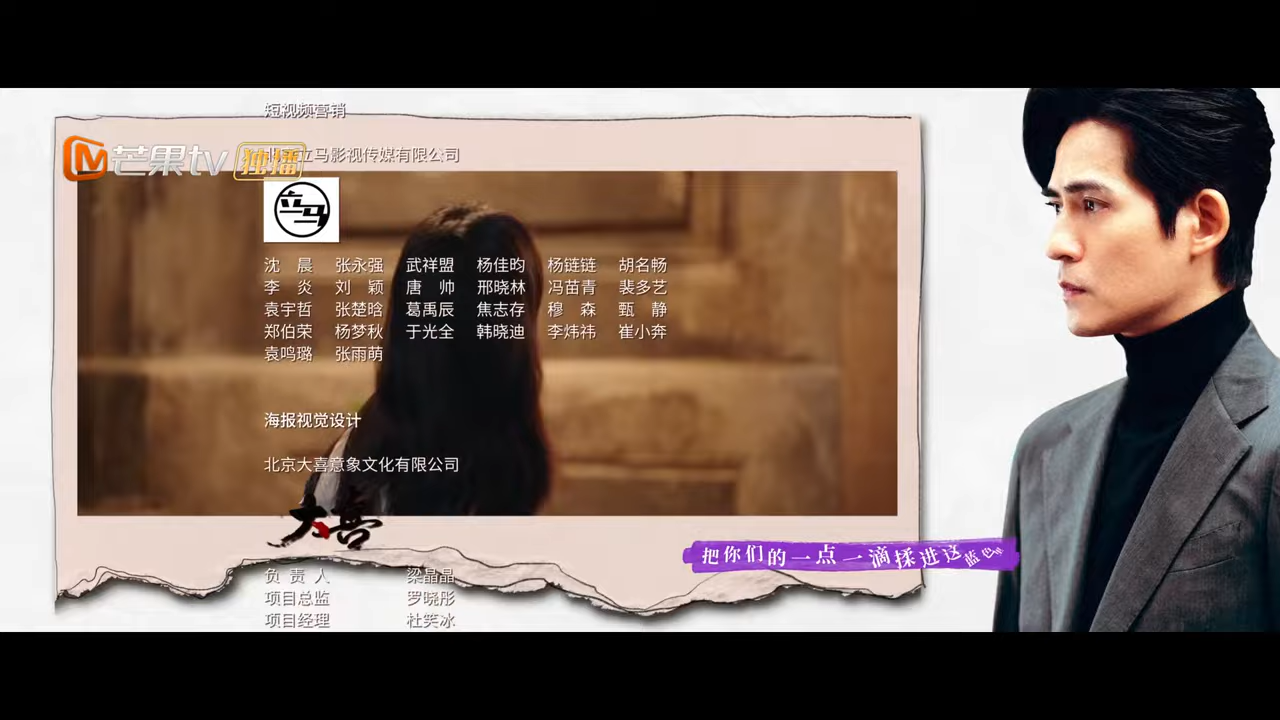 短视频营销
芒果tv 独播
北京立马影视传媒有限公司
立马
沈 晨 张永强 武祥盟 杨佳昀 杨链链 胡名畅
李 炎 刘 颖 唐 帅 邢晓林 冯苗青 裴多艺
袁宇哲 张楚晗 葛禹辰 焦志存 穆 森 甄 静
郑伯荣 杨梦秋 于光全 韩晓迪 李炜祎 崔小奔
袁鸣璐 张雨萌
海报视觉设计
北京大喜意象文化有限公司
大喜
把你们的一点一滴揉进这蓝色
负 责 人 梁晶晶
项目总监 罗晓彤
项目经理 杜笑冰